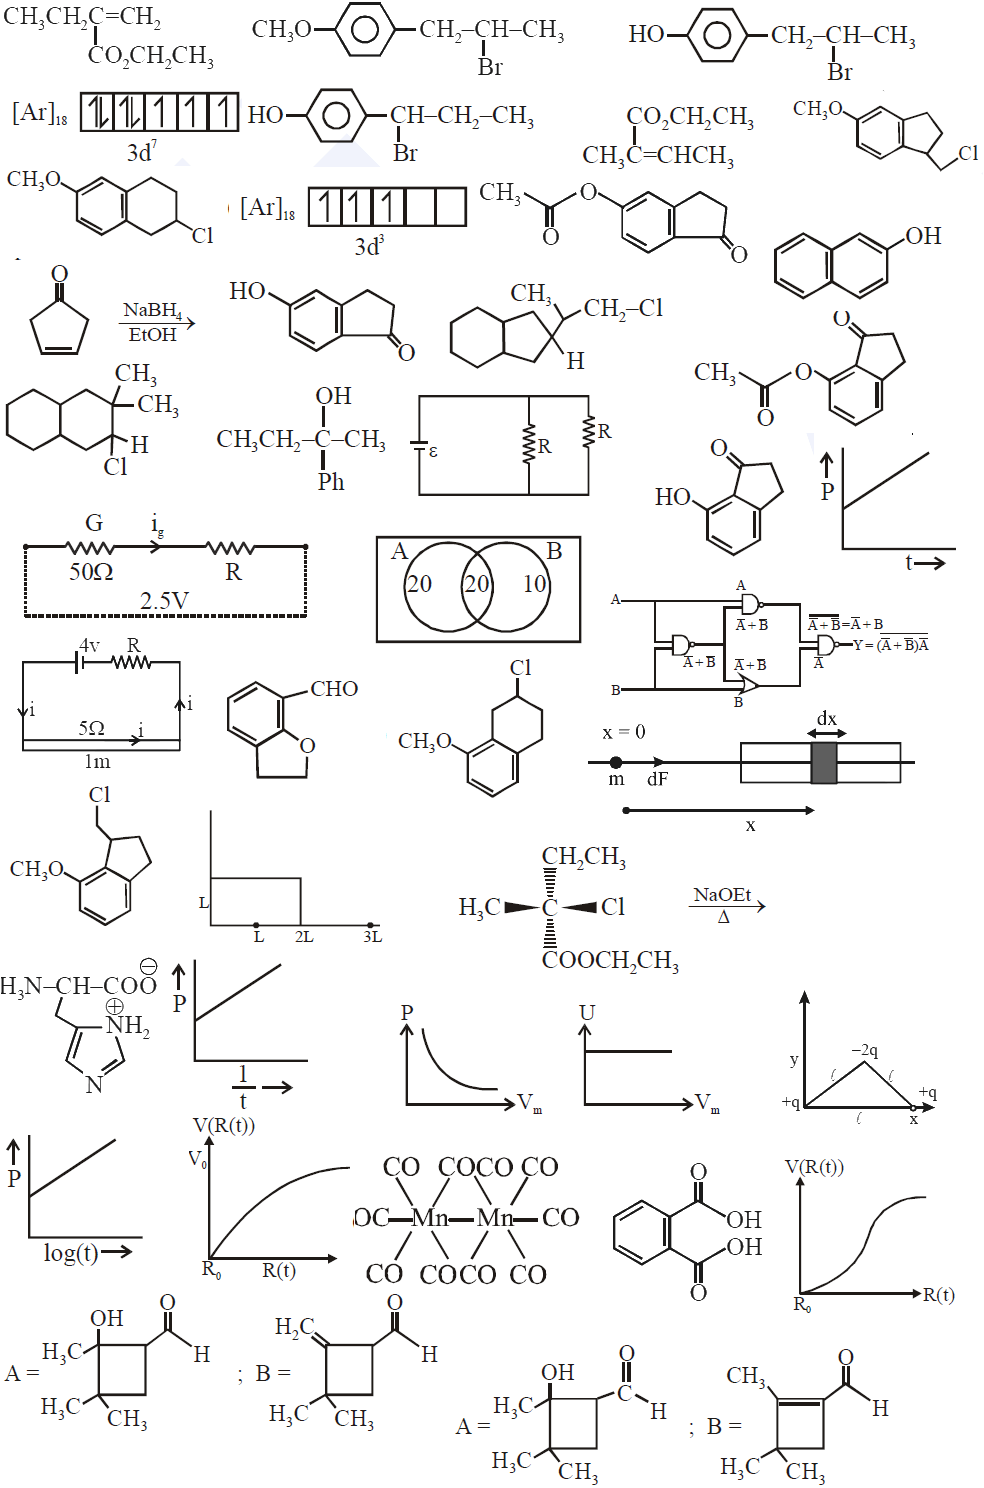 CH3CH2C=CH2
CO2CH2CH3
CH3O CH2–CH–CH3
Br
HO CH2–CH–CH3
Br
[Ar]18
3d7
HO CH–CH2–CH3
Br
CO2CH2CH3
CH3C=CHCH3
CH3O
Cl
CH3O
Cl
[Ar]18
3d3
CH3 O
O
O
OH
O
NaBH4
EtOH
HO
O
CH3
CH2–Cl
H
O
CH3 O
O
CH3
CH3
H
Cl
OH
CH3CH2–C–CH3
Ph
ε
R
R
O
HO
P
t
G ig
50Ω R
2.5V
A B
20 20 10
A
A
A̅ + B̅
A̅ + B̅
A̅ + B̅ = A̅ + B
Y = (A̅ + B̅)A̅
A̅
A̅ + B̅
B
B
4v R
i
i
5Ω i
1m
CHO
O
Cl
CH3O
x = 0
dx
m dF
x
Cl
CH3O
L
L 2L 3L
CH2CH3
H3C C Cl
COOCH2CH3
NaOEt
Δ
H3N–CH–COO⊖
⊕
NH2
N
P
1
t
P
Vm
U
Vm
y
–2q
ℓ ℓ
+q +q
ℓ x
P
log(t)
V(R(t))
V0
R0 R(t)
CO CO CO CO
OC Mn Mn CO
CO CO CO CO
O
OH
OH
O
V(R(t))
R0 R(t)
OH O
H3C H
A =
H3C CH3
; B =
H2C O
H
H3C CH3
A =
OH O
H3C C
H
H3C
CH3
; B =
CH3 O
H
H3C
CH3